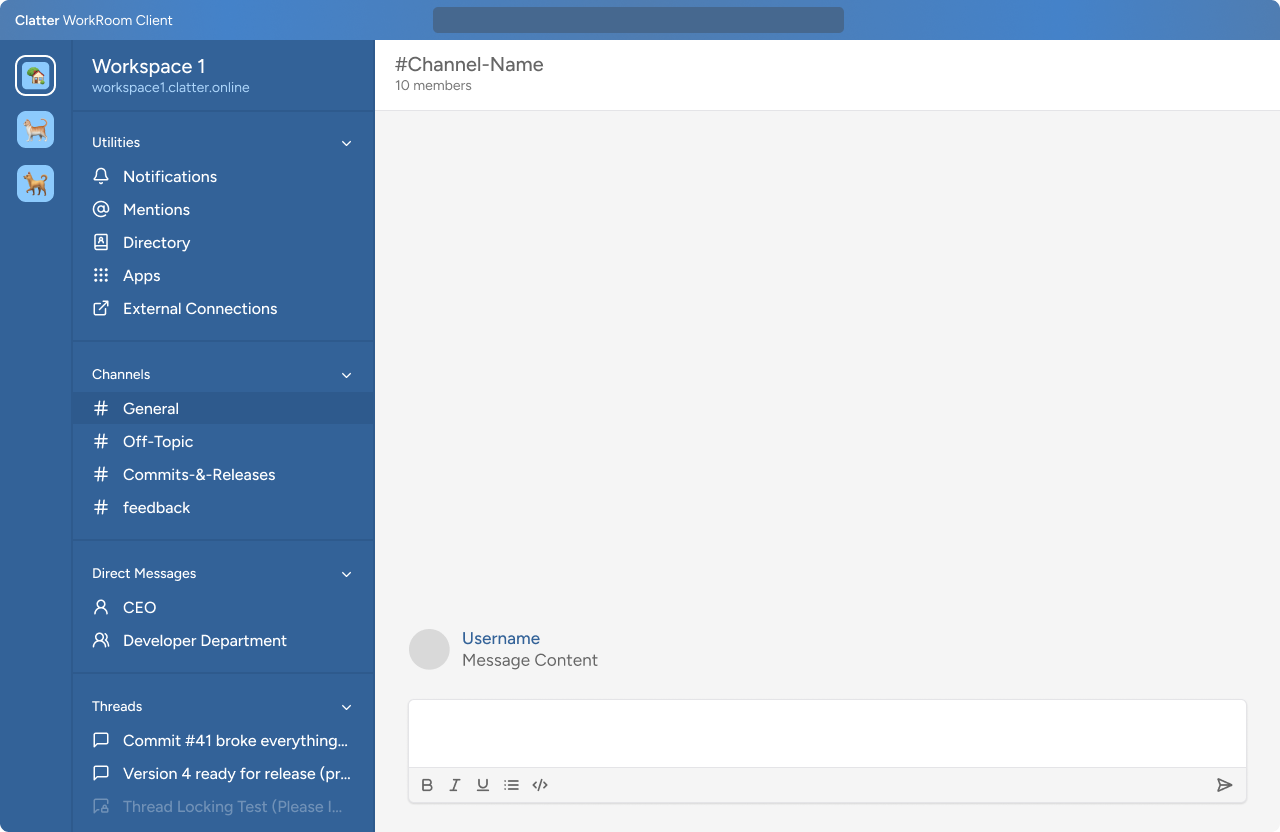 Clatter WorkRoom Client
Workspace 1
workspace1.clatter.online
Utilities
Notifications
Mentions
Directory
Apps
External Connections
Channels
General
Off-Topic
Commits-&-Releases
feedback
Direct Messages
CEO
Developer Department
Threads
Commit #41 broke everything...
Version 4 ready for release (pr...
Thread Locking Test (Please I...
#Channel-Name
10 members
Username
Message Content